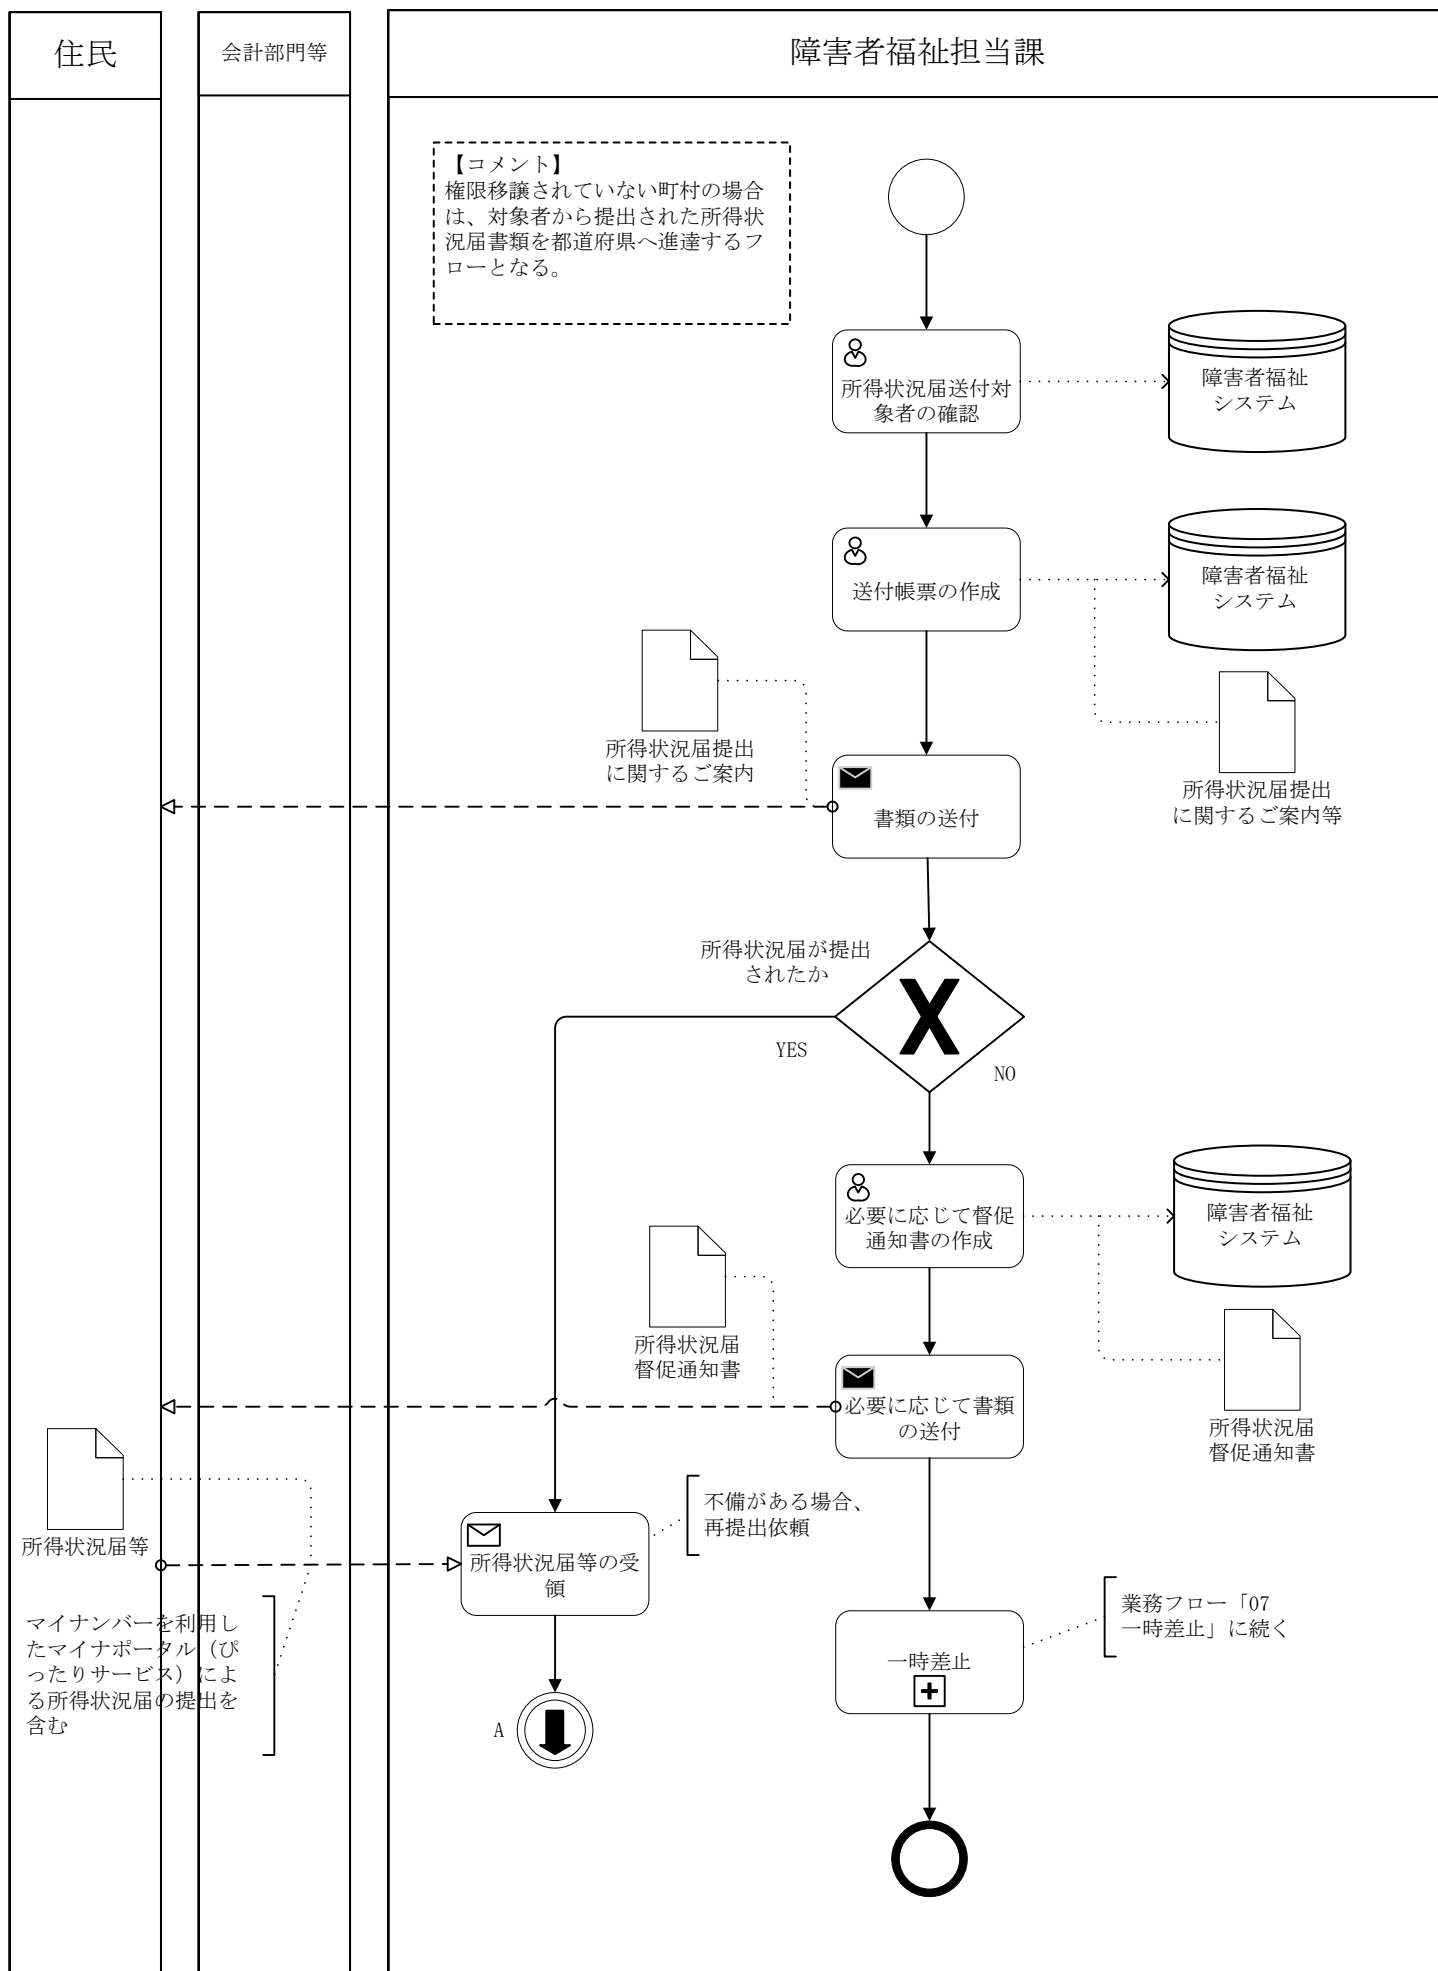 住民
会計部門等
障害者福祉担当課
【コメント】
権限移譲されていない町村の場合
は、対象者から提出された所得状
況届書類を都道府県へ進達するフ
ローとなる。
所得状況届送付対
象者の確認
障害者福祉
システム
送付帳票の作成
障害者福祉
システム
所得状況届提出
に関するご案内
所得状況届提出
に関するご案内等
書類の送付
所得状況届が提出
されたか
YES
NO
必要に応じて督促
通知書の作成
障害者福祉
システム
所得状況届
督促通知書
必要に応じて書類
の送付
所得状況届
督促通知書
所得状況届等
不備がある場合、
再提出依頼
所得状況届等の受
領
マイナンバーを利用し
たマイナポータル（ぴ
ったりサービス）によ
る所得状況届の提出を
含む
業務フロー「07
一時差止」に続く
一時差止
A